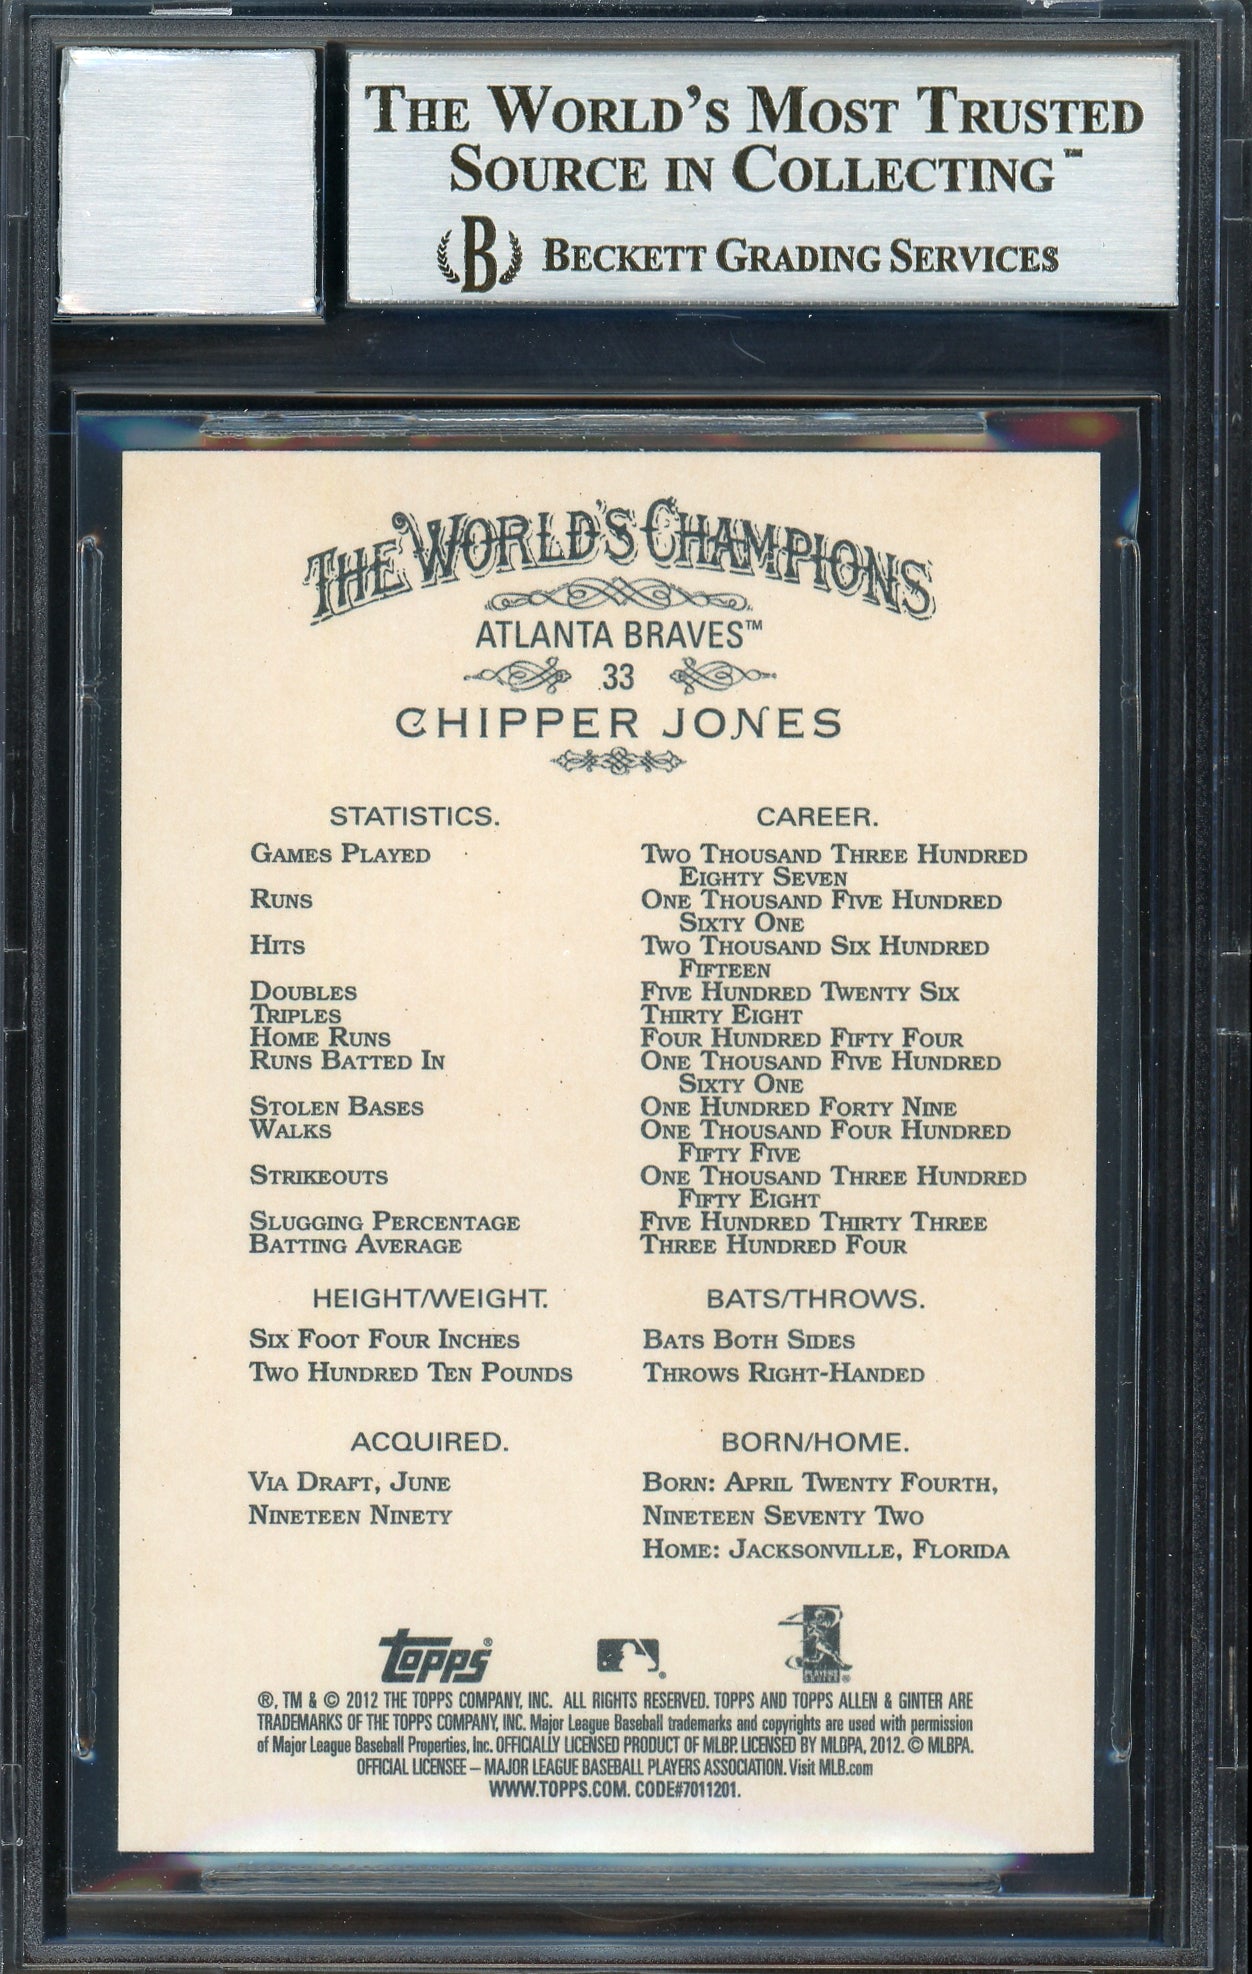 THE WORLD'S MOST TRUSTED
SOURCE IN COLLECTING™
B BECKETT GRADING SERVICES
THE WORLD'S CHAMPIONS
ATLANTA BRAVES™
33
CHIPPER JONES
STATISTICS. CAREER.
GAMES PLAYED TWO THOUSAND THREE HUNDRED
EIGHTY SEVEN
RUNS ONE THOUSAND FIVE HUNDRED
SIXTY ONE
HITS TWO THOUSAND SIX HUNDRED
FIFTEEN
DOUBLES FIVE HUNDRED TWENTY SIX
TRIPLES THIRTY EIGHT
HOME RUNS FOUR HUNDRED FIFTY FOUR
RUNS BATTED IN ONE THOUSAND FIVE HUNDRED
SIXTY ONE
STOLEN BASES ONE HUNDRED FORTY NINE
WALKS ONE THOUSAND FOUR HUNDRED
FIFTY FIVE
STRIKEOUTS ONE THOUSAND THREE HUNDRED
FIFTY EIGHT
SLUGGING PERCENTAGE FIVE HUNDRED THIRTY THREE
BATTING AVERAGE THREE HUNDRED FOUR
HEIGHT/WEIGHT. BATS/THROWS.
SIX FOOT FOUR INCHES BATS BOTH SIDES
TWO HUNDRED TEN POUNDS THROWS RIGHT-HANDED
ACQUIRED. BORN/HOME.
VIA DRAFT, JUNE BORN: APRIL TWENTY FOURTH,
NINETEEN NINETY NINETEEN SEVENTY TWO
HOME: JACKSONVILLE, FLORIDA
topps®
®, TM & © 2012 THE TOPPS COMPANY, INC. ALL RIGHTS RESERVED. TOPPS AND TOPPS ALLEN & GINTER ARE
TRADEMARKS OF THE TOPPS COMPANY, INC. Major League Baseball trademarks and copyrights are used with permission
of Major League Baseball Properties, Inc. OFFICIALLY LICENSED PRODUCT OF MLBP. LICENSED BY MLBPA, 2012. © MLBPA.
OFFICIAL LICENSEE – MAJOR LEAGUE BASEBALL PLAYERS ASSOCIATION. Visit MLB.com
WWW.TOPPS.COM. CODE#7011201.